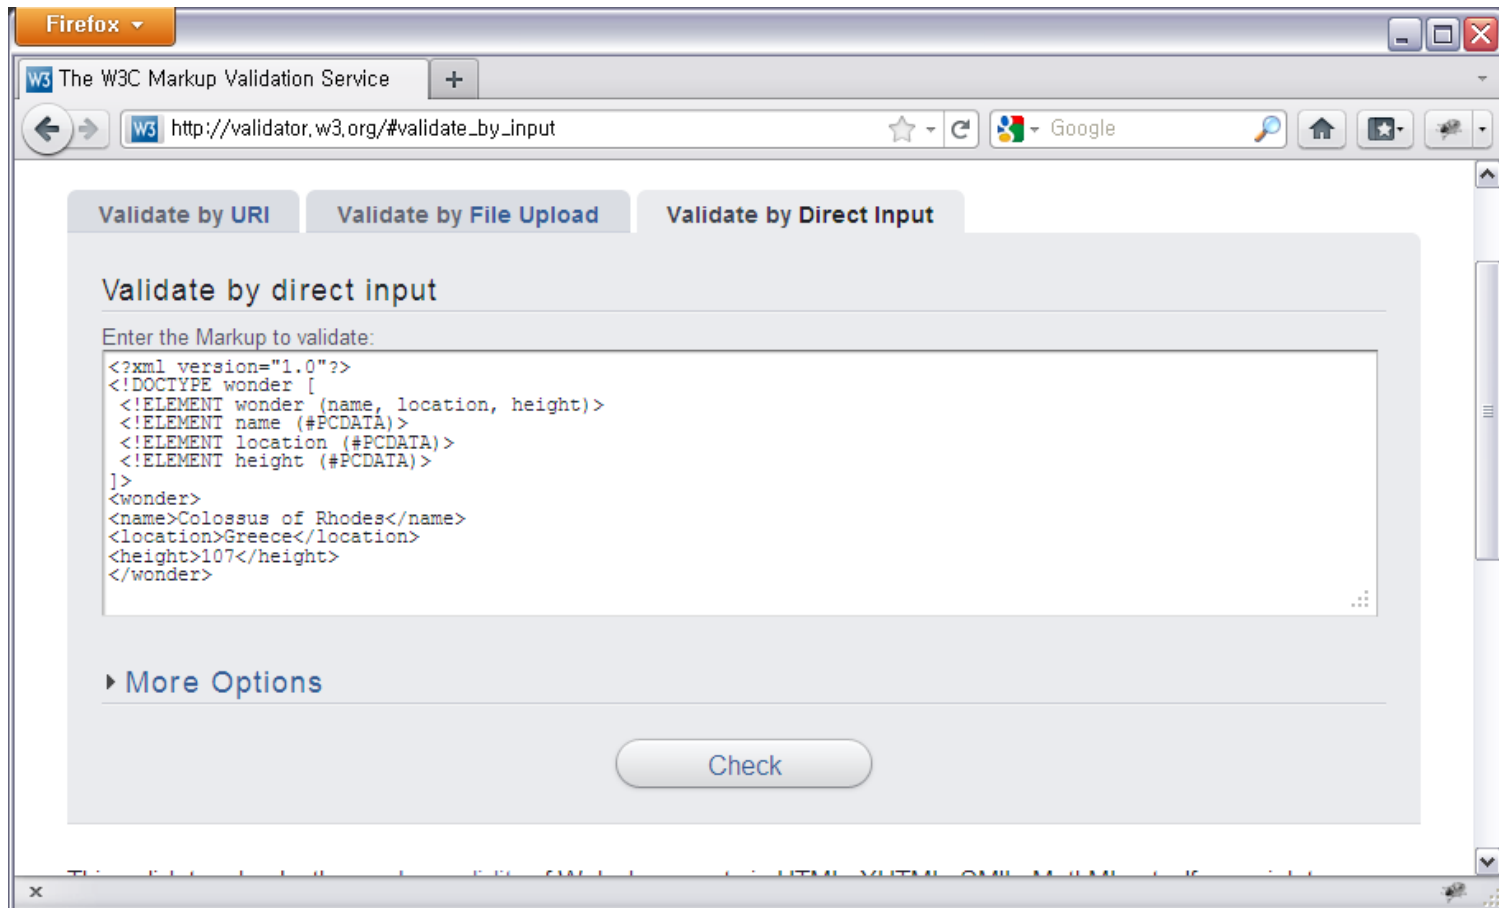 Firefox
W3 The W3C Markup Validation Service +
W3 http://validator.w3.org/#validate_by_input Google
Validate by URI Validate by File Upload Validate by Direct Input
Validate by direct input
Enter the Markup to validate:
<?xml version="1.0"?>
<!DOCTYPE wonder [
<!ELEMENT wonder (name, location, height)>
<!ELEMENT name (#PCDATA)>
<!ELEMENT location (#PCDATA)>
<!ELEMENT height (#PCDATA)>
]>
<wonder>
<name>Colossus of Rhodes</name>
<location>Greece</location>
<height>107</height>
</wonder>
More Options
Check